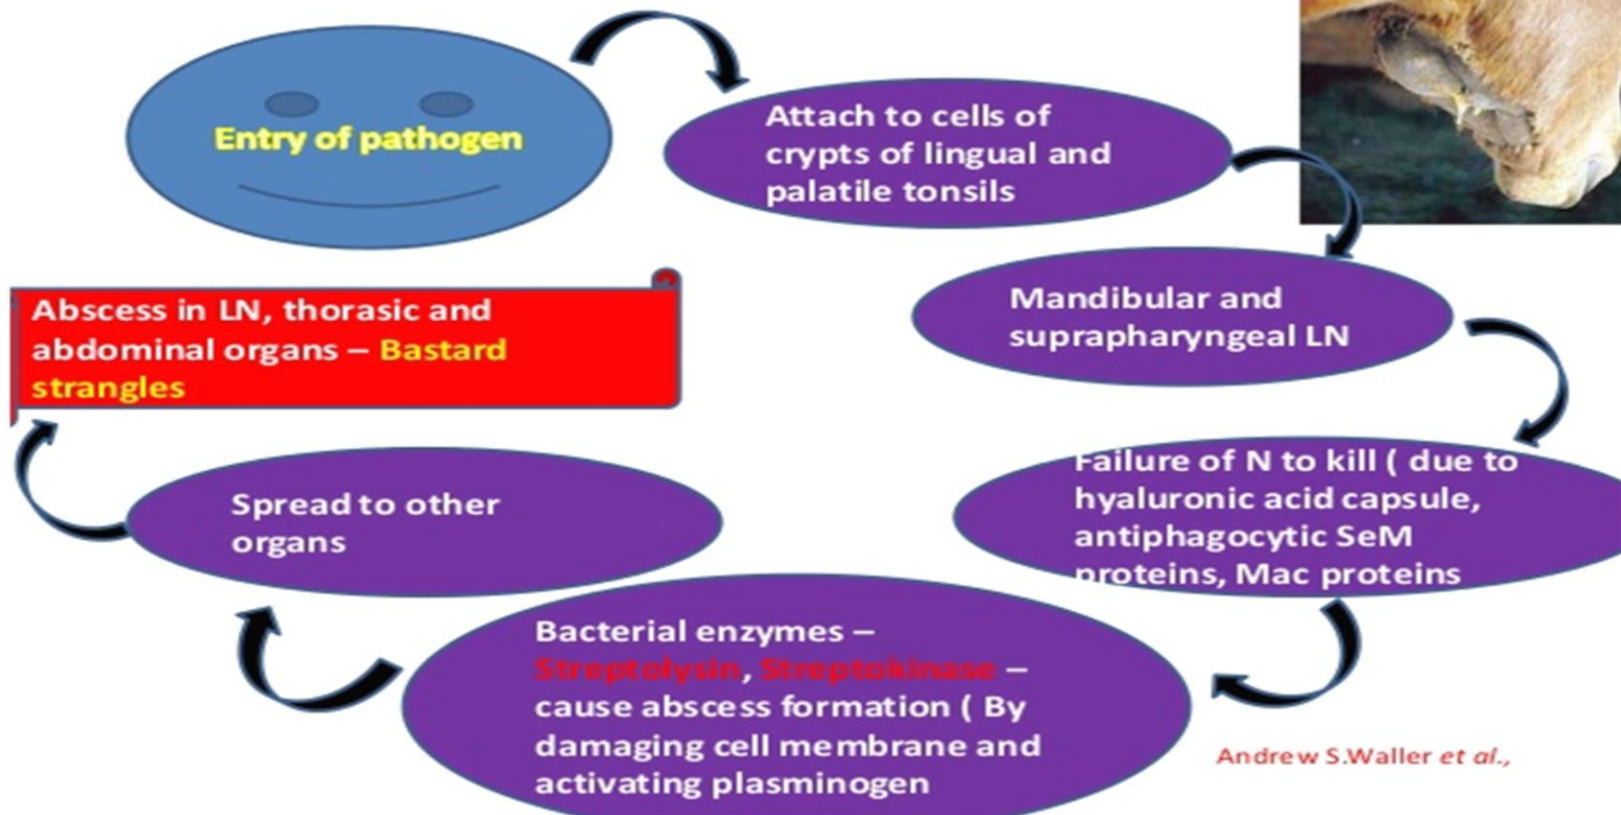 Entry of pathogen
Attach to cells of
crypts of lingual and
palatile tonsils
Mandibular and
suprapharyngeal LN
Failure of N to kill ( due to
hyaluronic acid capsule,
antiphagocytic SeM
proteins, Mac proteins
Bacterial enzymes –
Streptolysin, Streptokinase –
cause abscess formation ( By
damaging cell membrane and
activating plasminogen
Spread to other
organs
Abscess in LN, thorasic and
abdominal organs – Bastard
strangles
Andrew S.Waller et al.,